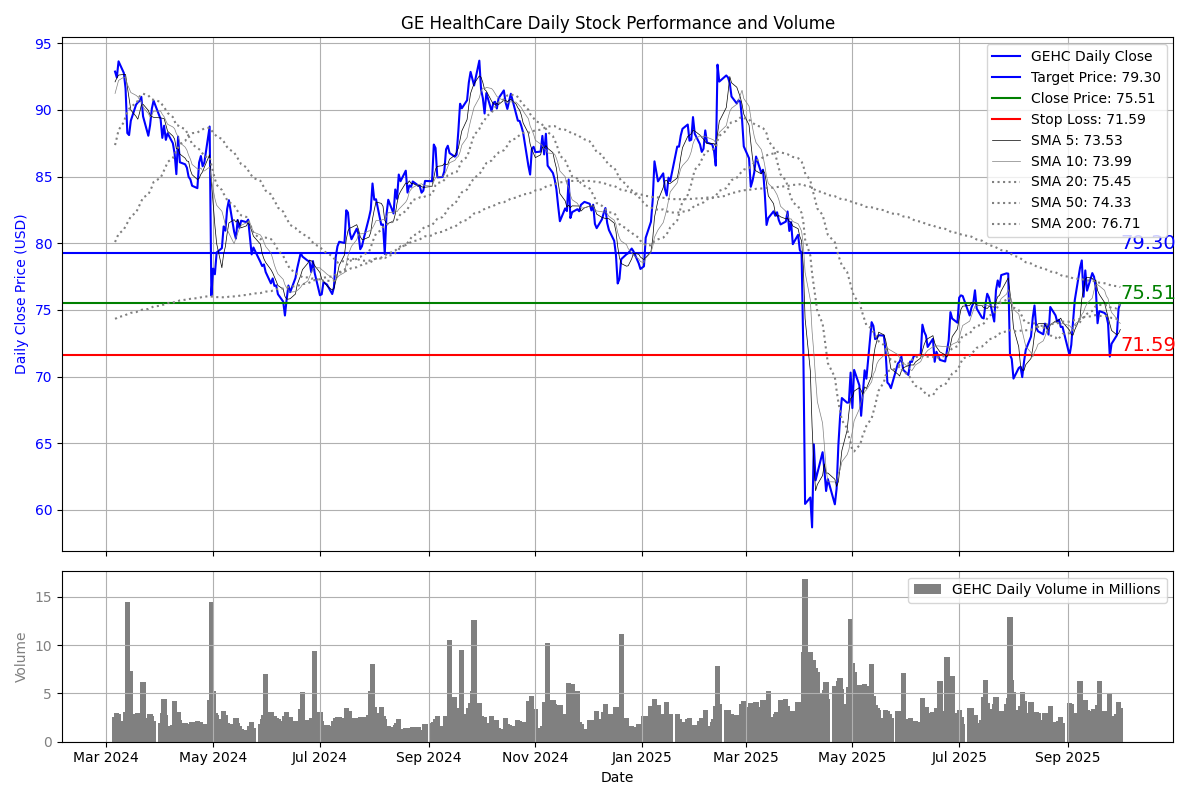 GE HealthCare Daily Stock Performance and Volume
95
90
85
80
75
70
65
60
Daily Close Price (USD)
GEHC Daily Close
Target Price: 79.30
Close Price: 75.51
Stop Loss: 71.59
SMA 5: 73.53
SMA 10: 73.99
SMA 20: 75.45
SMA 50: 74.33
SMA 200: 76.71
79.30
75.51
71.59
15
10
5
0
Volume
GEHC Daily Volume in Millions
Mar 2024 May 2024 Jul 2024 Sep 2024 Nov 2024 Jan 2025 Mar 2025 May 2025 Jul 2025 Sep 2025
Date